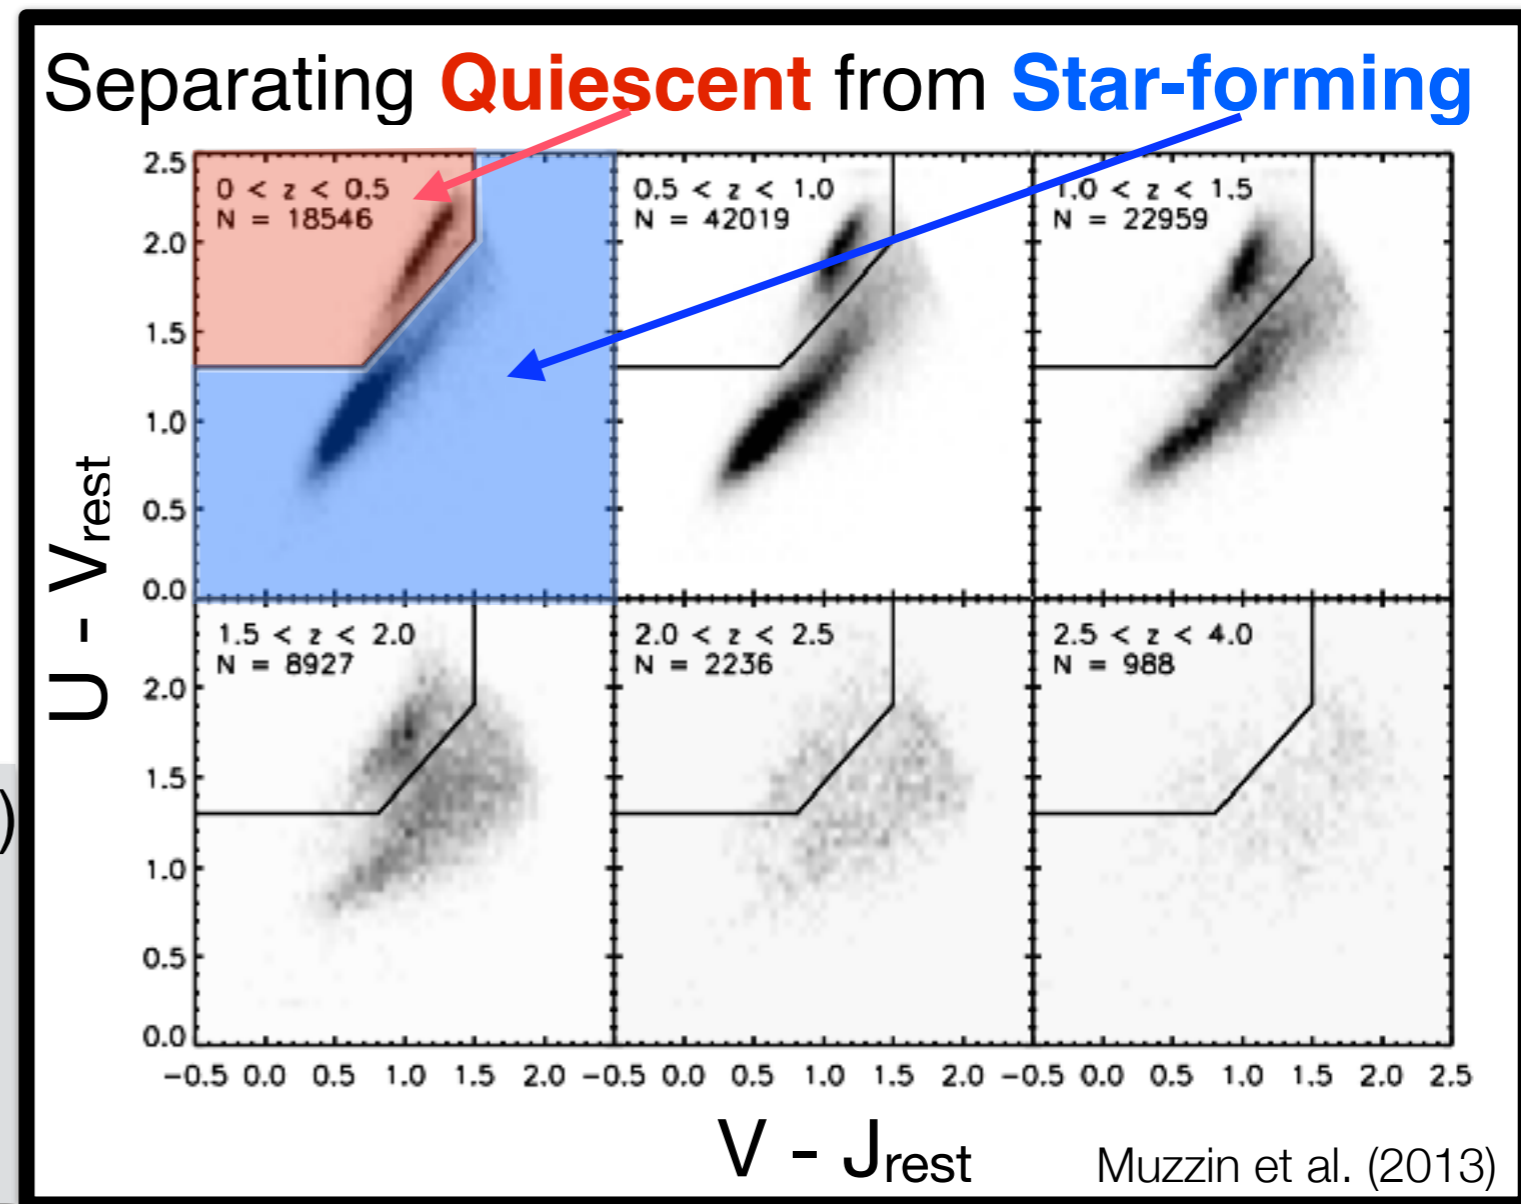 Separating Quiescent from Star-forming
2.5
2.0
1.5
1.0
0.5
0.0
0 < z < 0.5
N = 18546
0.5 < z < 1.0
N = 42019
1.0 < z < 1.5
N = 22959
U - Vrest
2.0
1.5
1.0
0.5
0.0
1.5 < z < 2.0
N = 8927
2.0 < z < 2.5
N = 2236
2.5 < z < 4.0
N = 988
)
-0.5 0.0 0.5 1.0 1.5 2.0 -0.5 0.0 0.5 1.0 1.5 2.0 -0.5 0.0 0.5 1.0 1.5 2.0 2.5
V - Jrest
Muzzin et al. (2013)